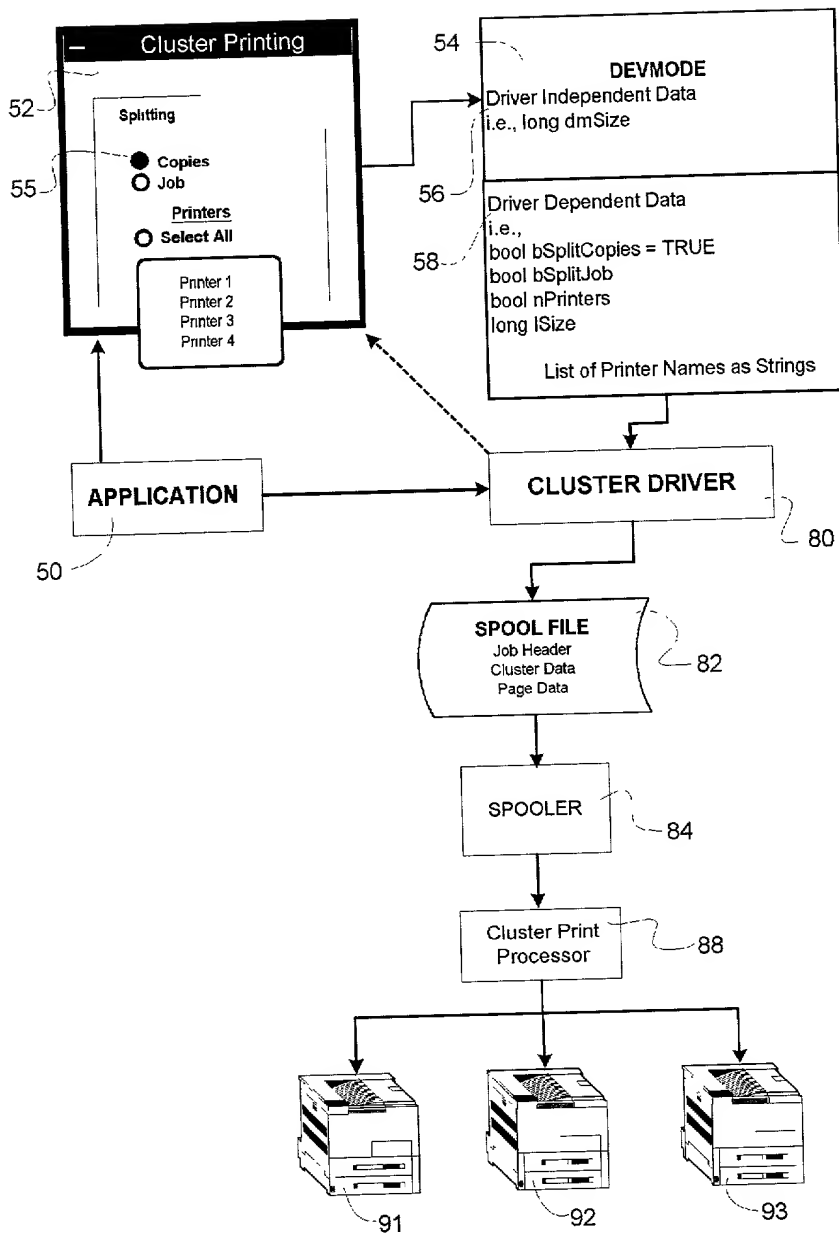 Cluster Printing
52
Splitting
55
Copies
Job
Printers
Select All
Printer 1
Printer 2
Printer 3
Printer 4
54
DEVMODE
Driver Independent Data
i.e., long dmSize
56
Driver Dependent Data
i.e.,
58
bool bSplitCopies = TRUE
bool bSplitJob
bool nPrinters
long lSize
List of Printer Names as Strings
APPLICATION
50
CLUSTER DRIVER
80
SPOOL FILE
Job Header
Cluster Data
Page Data
82
SPOOLER
84
Cluster Print
Processor
88
91
92
93